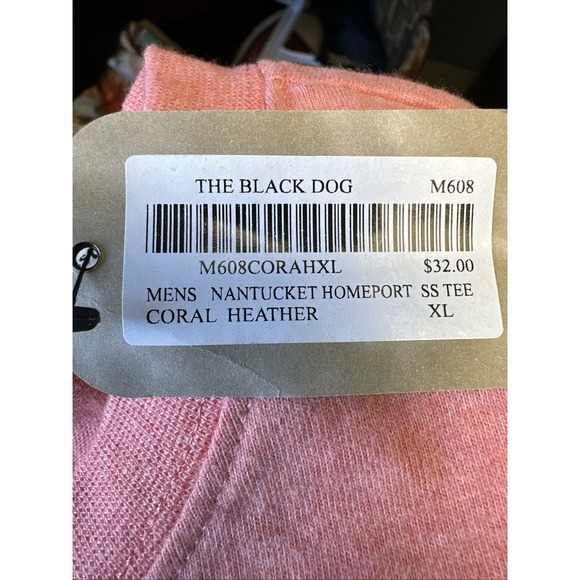 THE BLACK DOG M608
M608CORAHXL $32.00
MENS NANTUCKET HOMEPORT SS TEE
CORAL HEATHER XL